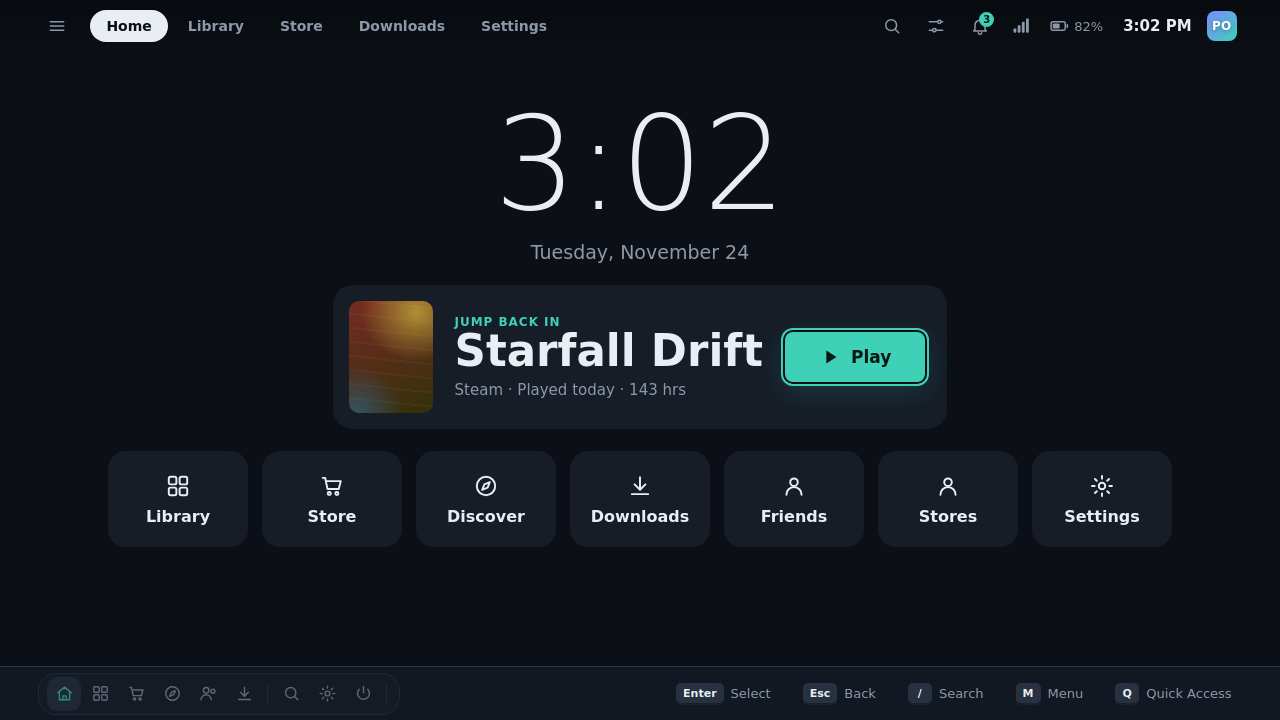 Home Library Store Downloads Settings 3 82% 3:02 PM PO
3:02
Tuesday, November 24
JUMP BACK IN
Starfall Drift
Steam · Played today · 143 hrs
Play
Library Store Discover Downloads Friends Stores Settings
Enter Select Esc Back / Search M Menu Q Quick Access